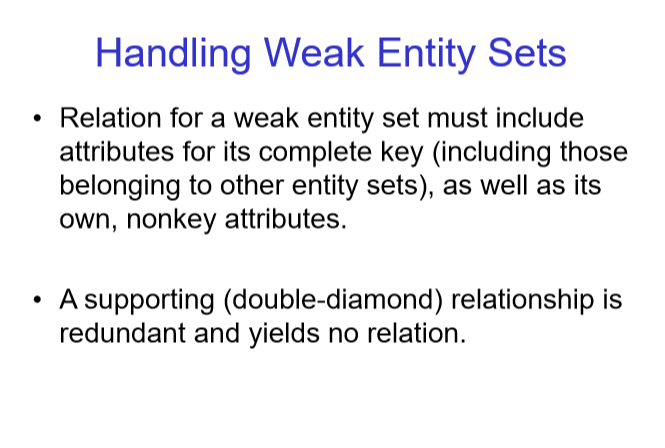 Handling Weak Entity Sets
• Relation for a weak entity set must include
attributes for its complete key (including those
belonging to other entity sets), as well as its
own, nonkey attributes.
• A supporting (double-diamond) relationship is
redundant and yields no relation.